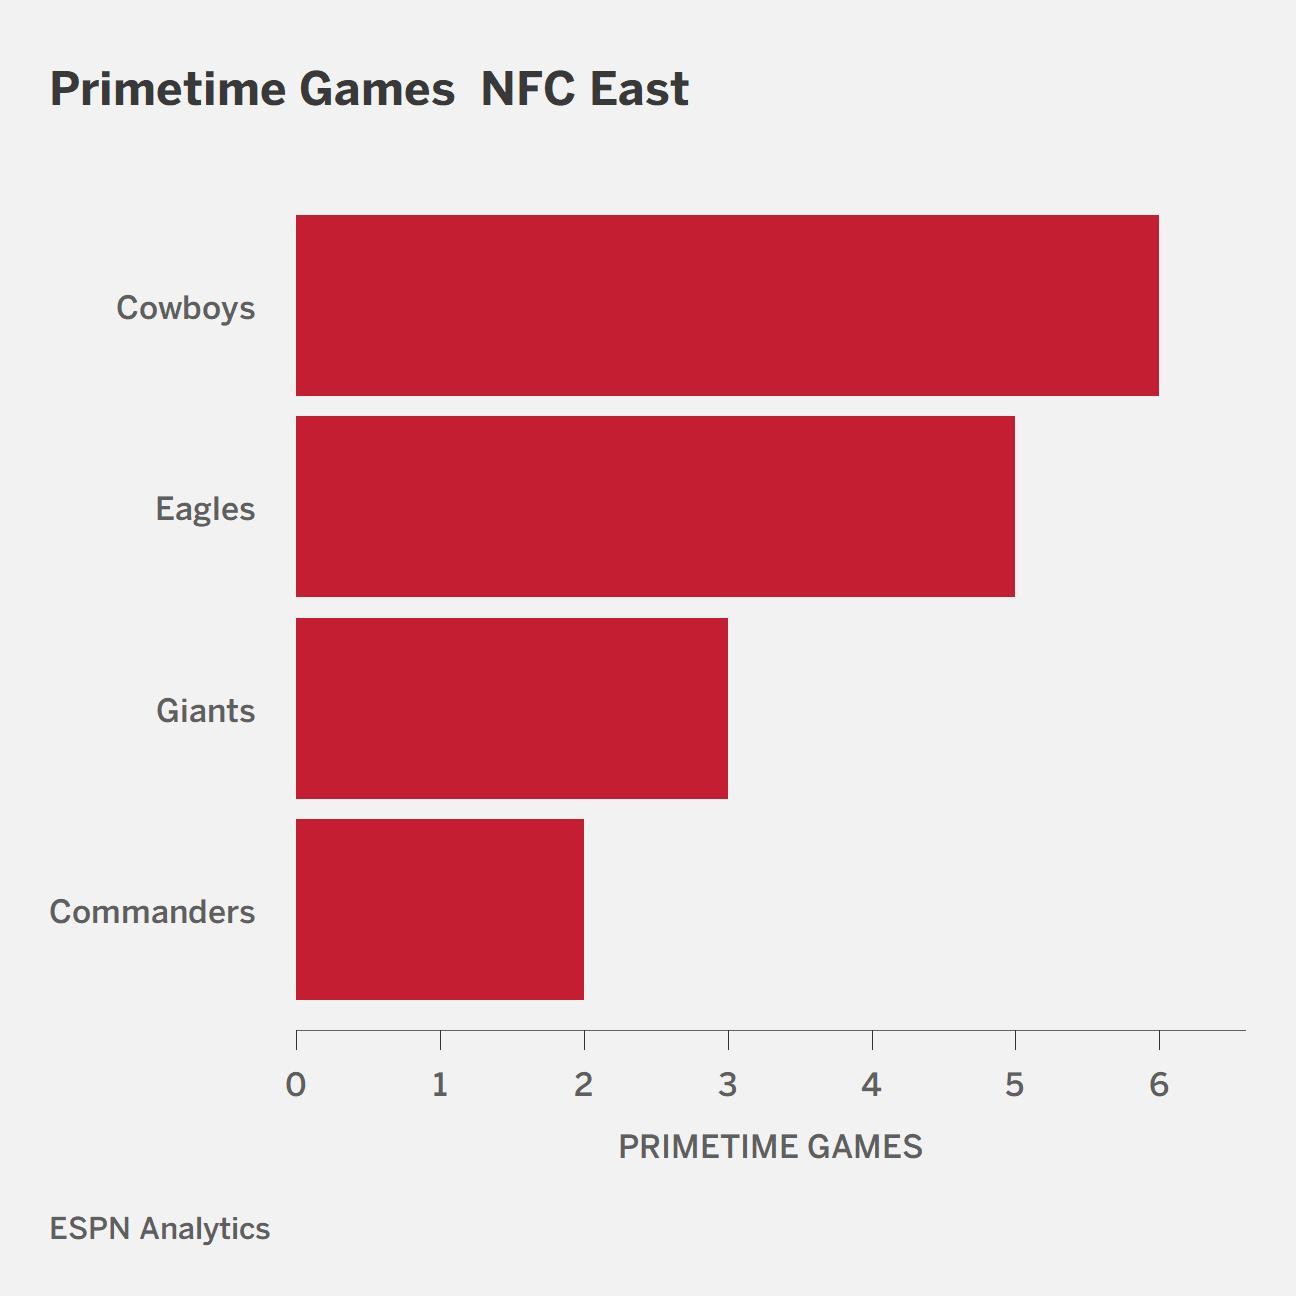 Primetime Games  NFC East
Cowboys
Eagles
Giants
Commanders
0 1 2 3 4 5 6
PRIMETIME GAMES
ESPN Analytics